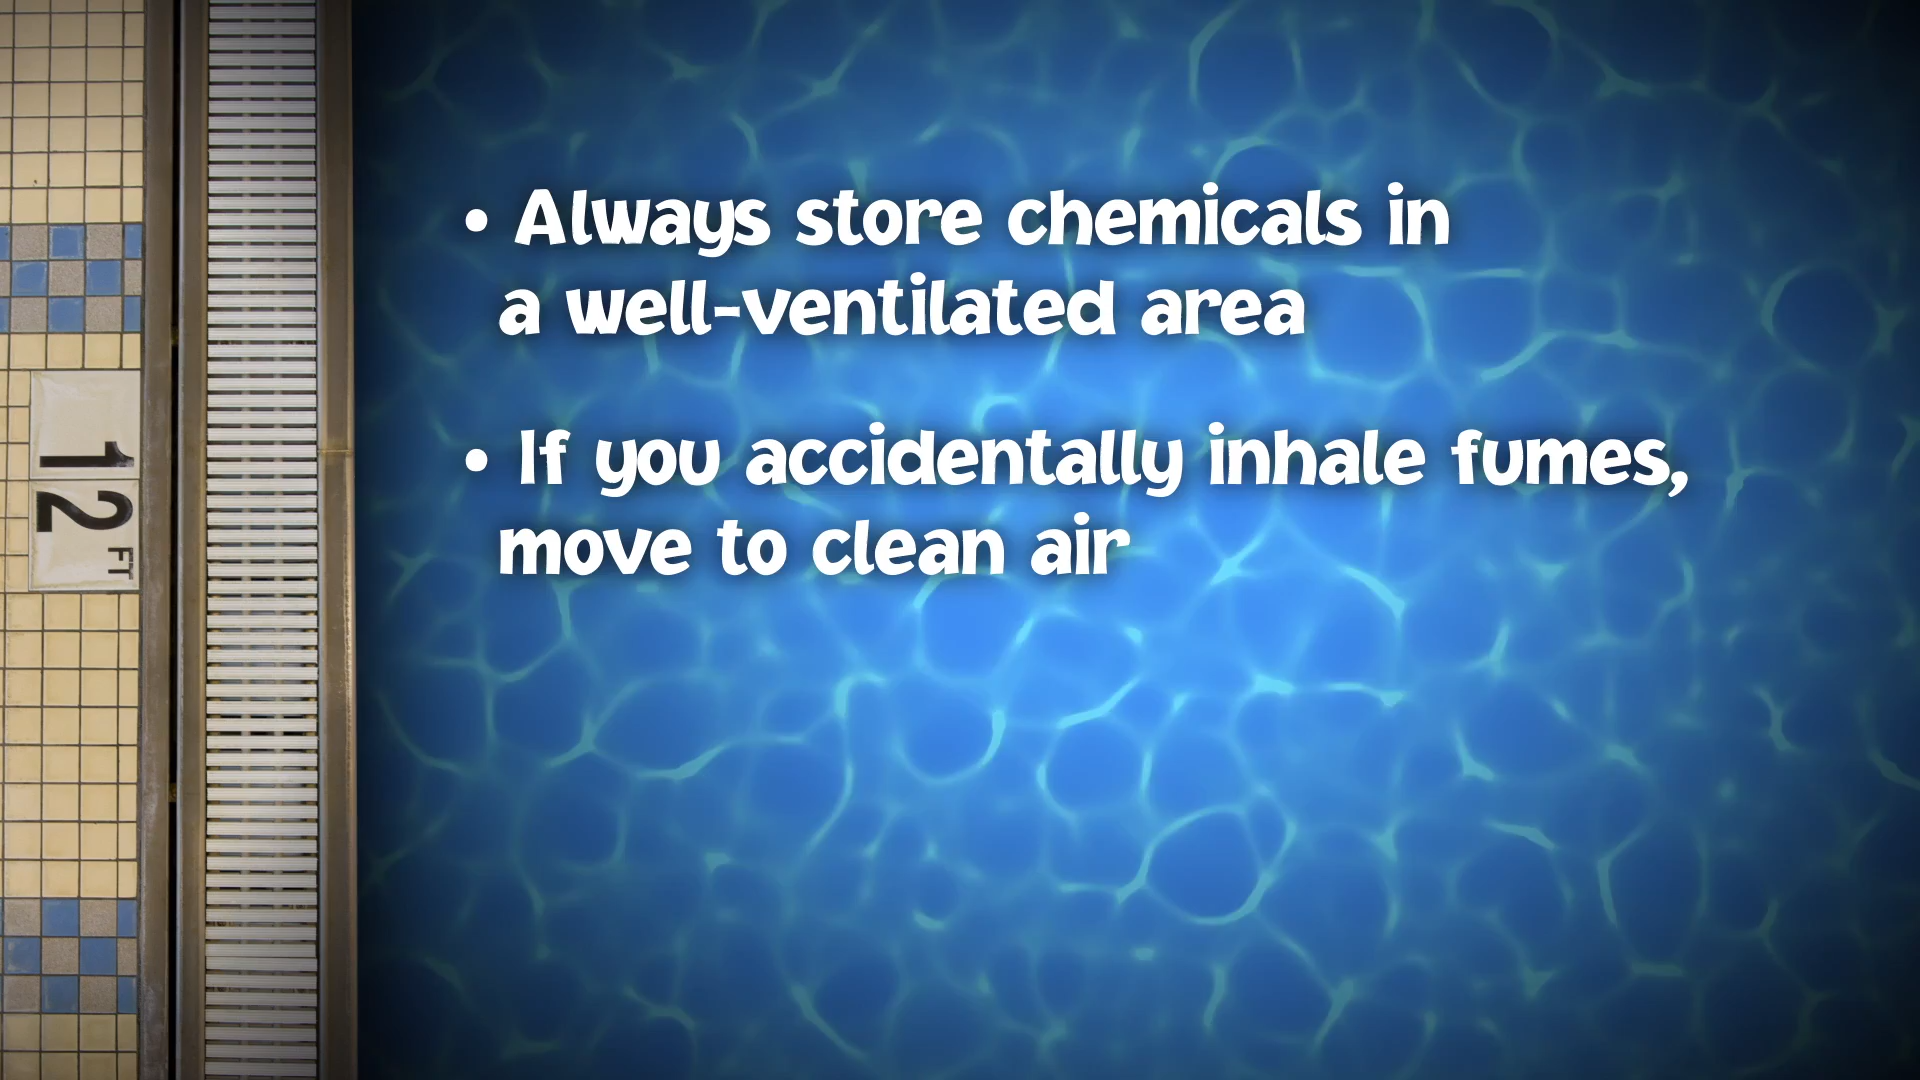 • Always store chemicals in
a well-ventilated area
• If you accidentally inhale fumes,
move to clean air
12
FT